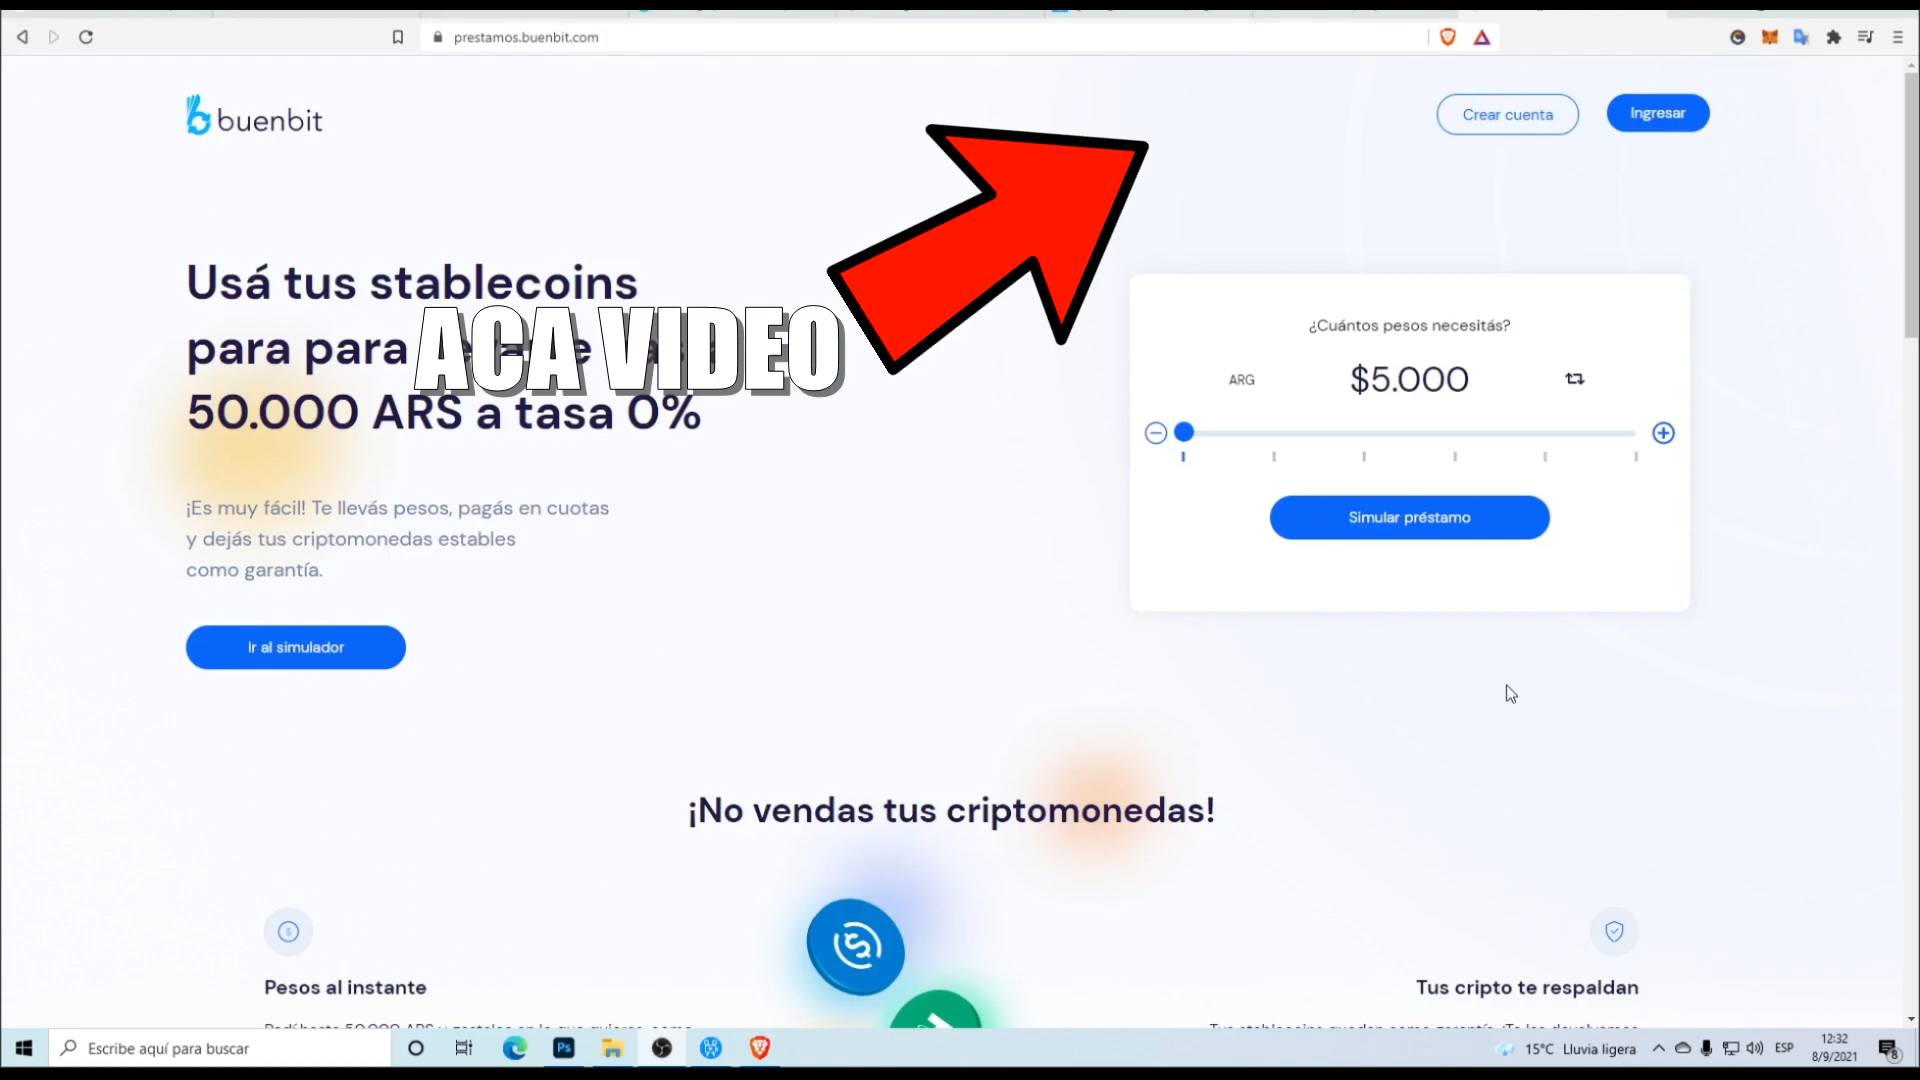 prestamos.buenbit.com
buenbit
Crear cuenta
Ingresar
Usá tus stablecoins
para para
50.000 ARS a tasa 0%
ACA VIDEO
¡Es muy fácil! Te llevás pesos, pagás en cuotas
y dejás tus criptomonedas estables
como garantía.
Ir al simulador
¿Cuántos pesos necesitás?
ARG
$5.000
Simular préstamo
¡No vendas tus criptomonedas!
Pesos al instante
Tus cripto te respaldan
Escribe aquí para buscar
Ps
15°C Lluvia ligera
ESP
12:32
8/9/2021
8